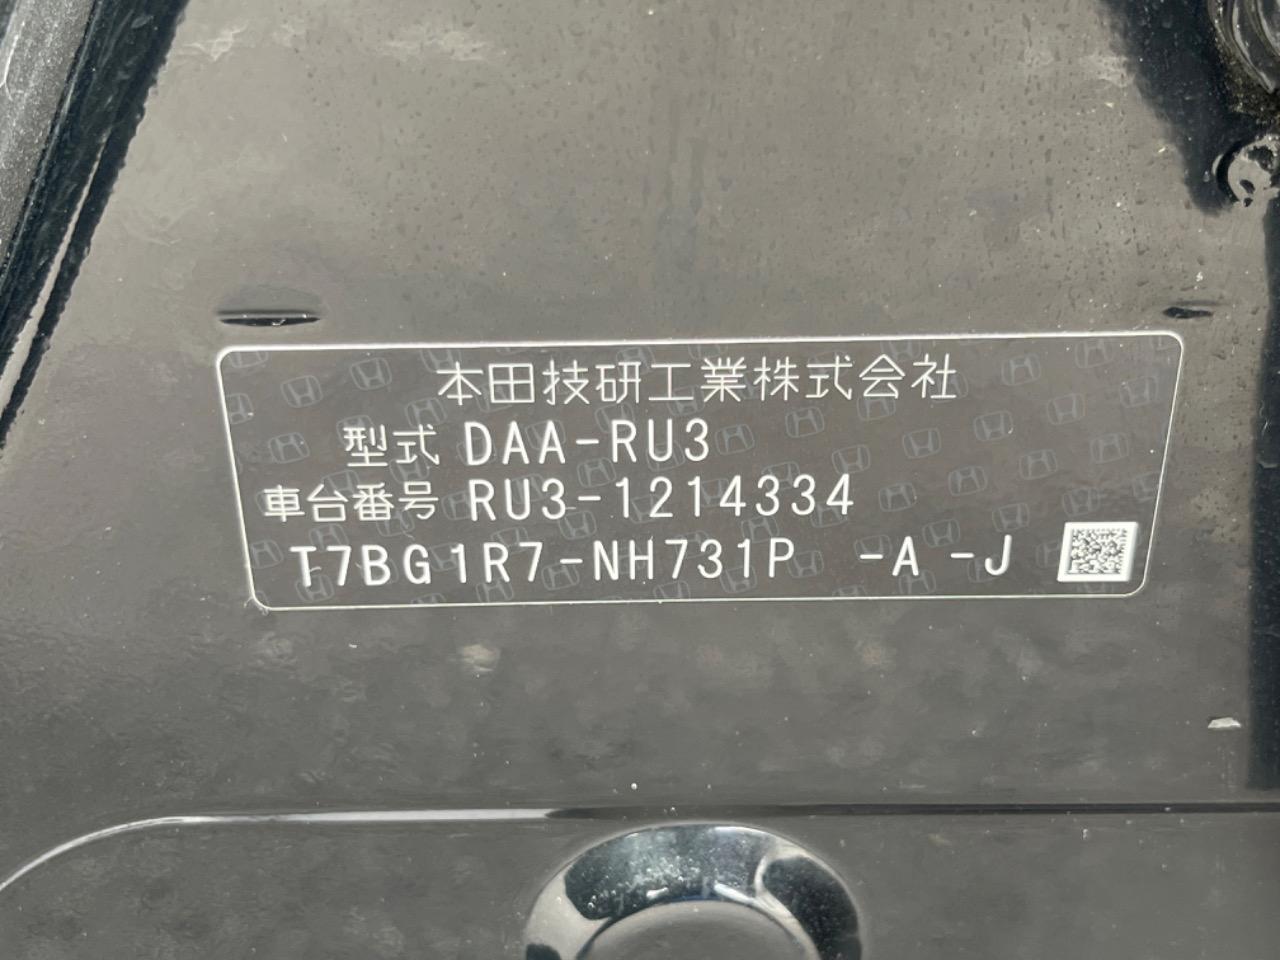 本田技研工業株式会社
型式 DAA-RU3
車台番号 RU3-1214334
T7BG1R7-NH731P -A -J